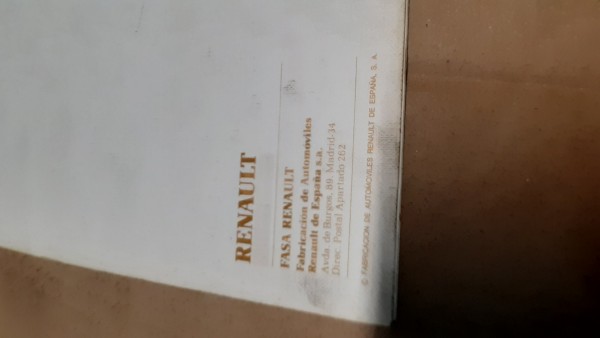 RENAULT
FASA RENAULT
Fabricacion de Automóviles
Renault de España s.a.
Avda. de Burgos, 89. Madrid-34
Direc. Postal Apartado 262
© FABRICACION DE AUTOMOVILES RENAULT DE ESPAÑA, S. A.